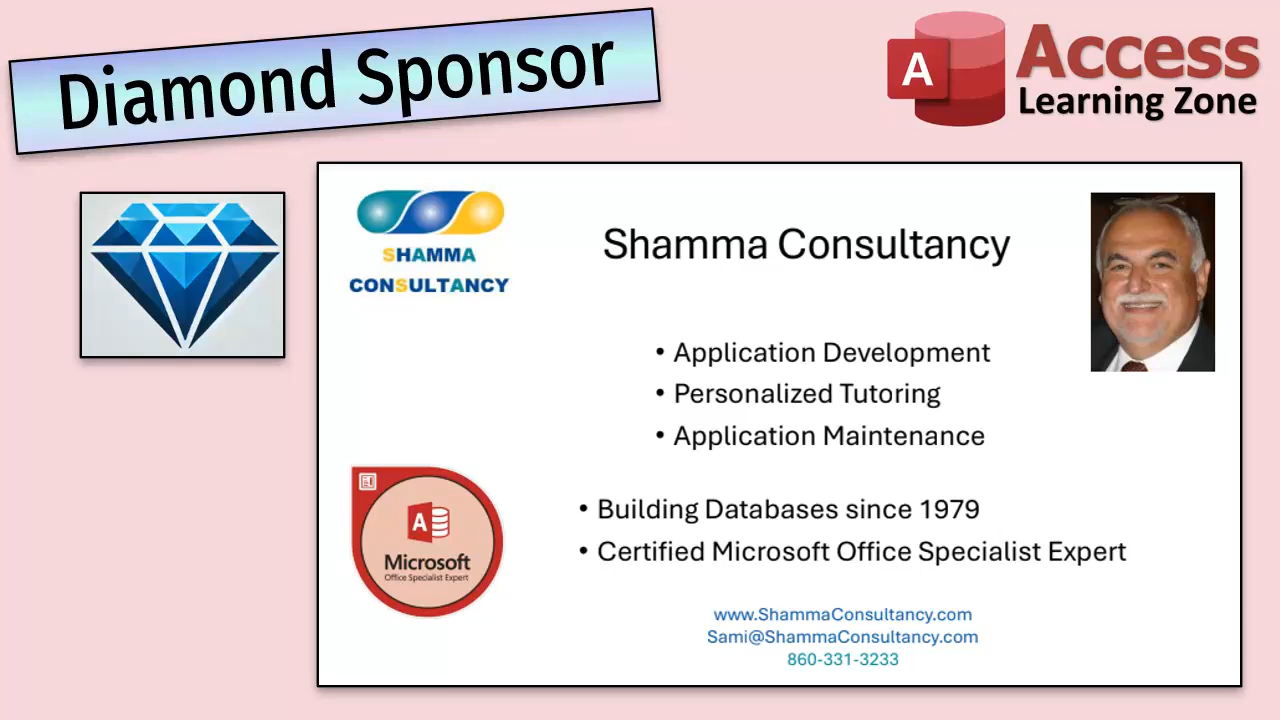 Diamond Sponsor
A
Access
Learning Zone
SHAMMA
CONSULTANCY
Shamma Consultancy
• Application Development
• Personalized Tutoring
• Application Maintenance
A
Microsoft
Office Specialist Expert
• Building Databases since 1979
• Certified Microsoft Office Specialist Expert
www.ShammaConsultancy.com
Sami@ShammaConsultancy.com
860-331-3233